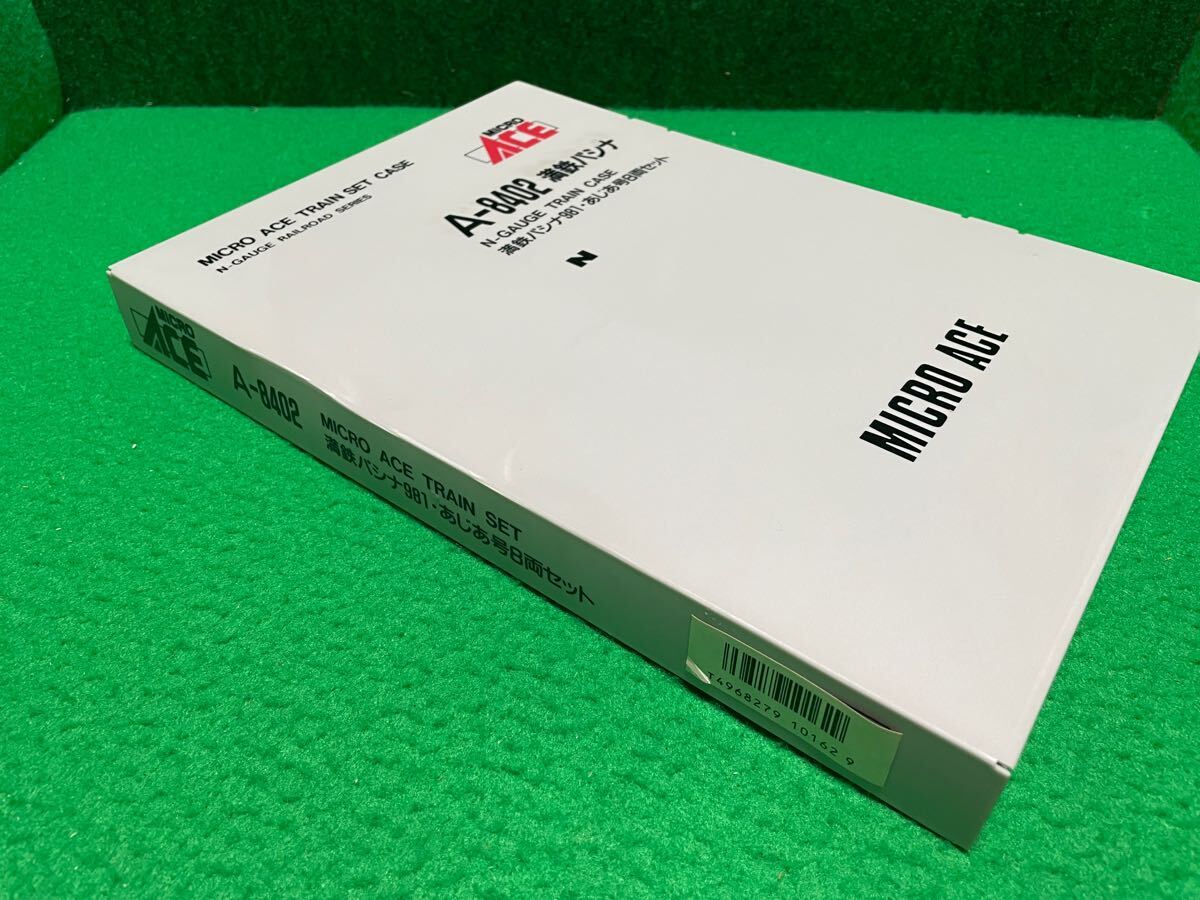 MICRO ACE TRAIN SET CASE
N-GAUGE RAILROAD SERIES
MICRO
ACE
A-8402 満鉄パシナ
N-GAUGE TRAIN CASE
満鉄パシナ981・あじあ号8両セット
N
MICRO ACE
MICRO
ACE
A-8402
MICRO ACE TRAIN SET
満鉄パシナ981・あじあ号8両セット
T4968279 10162 9